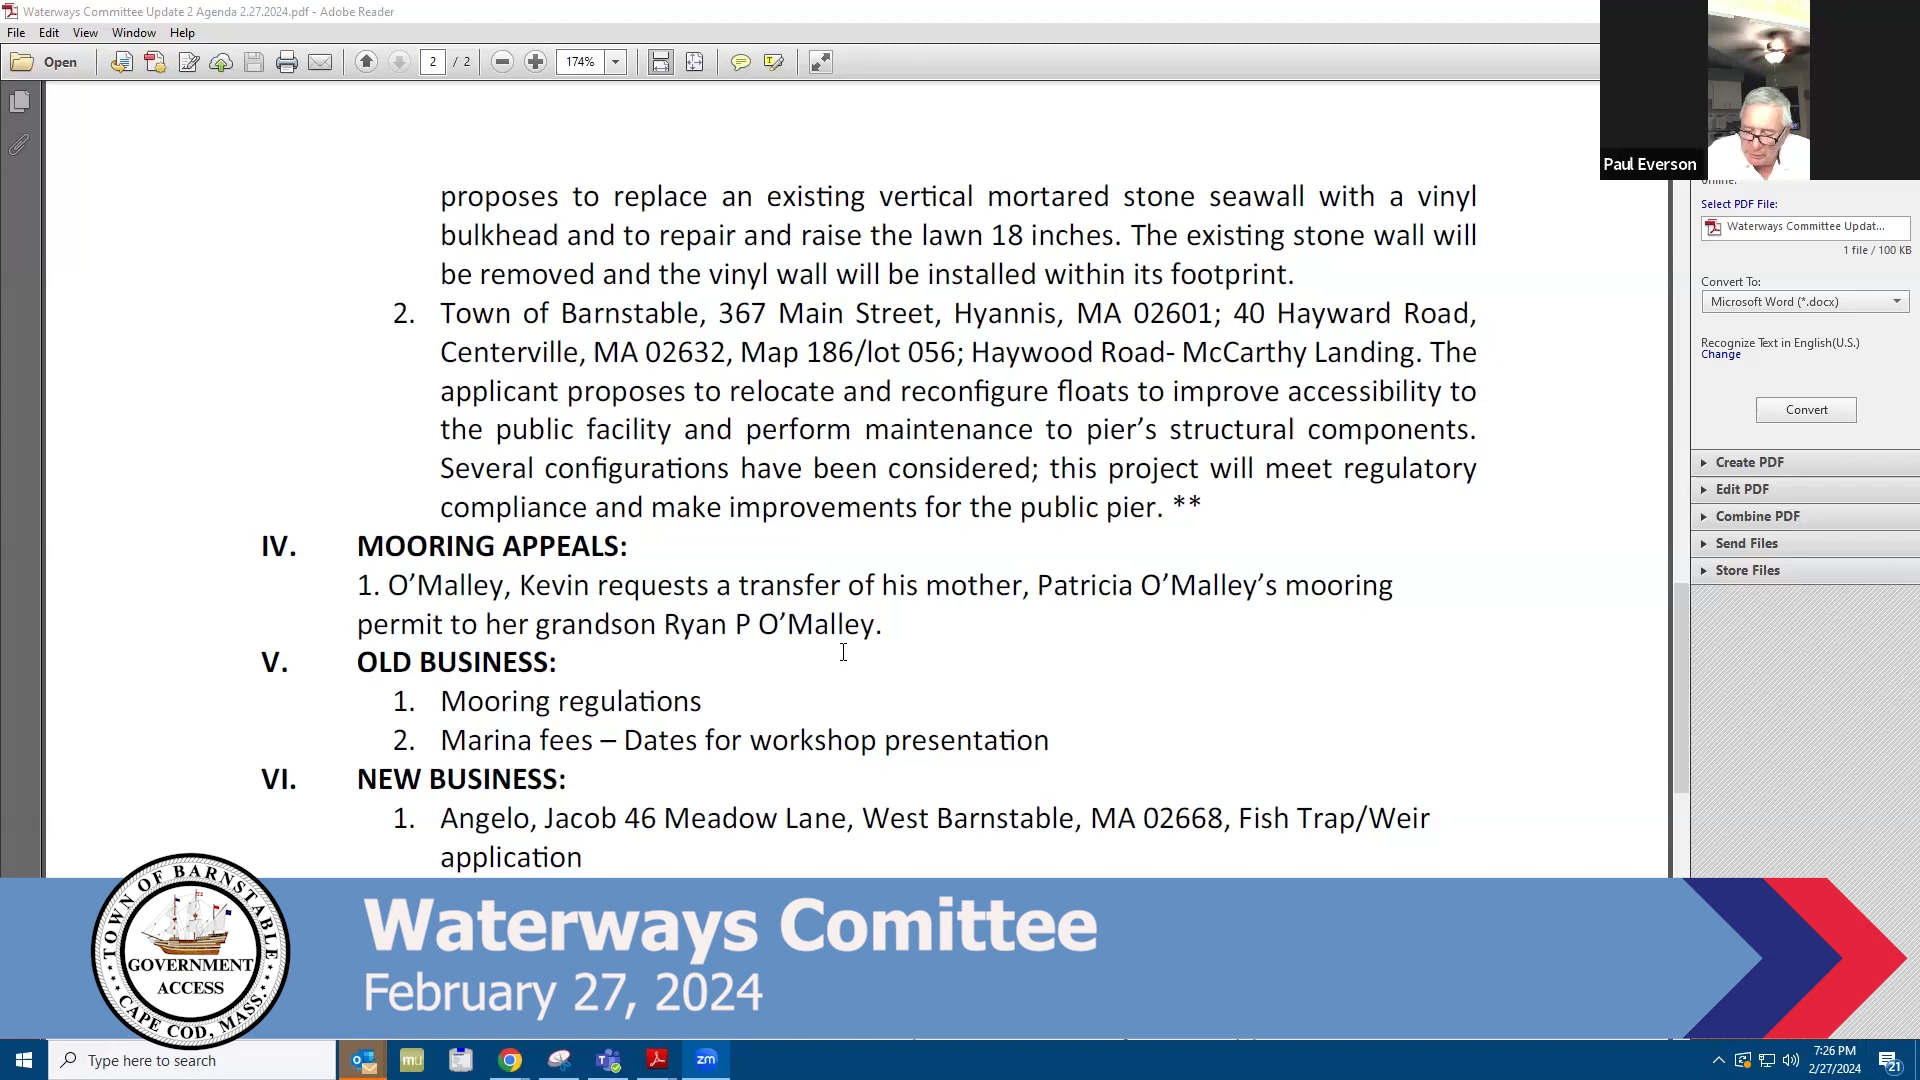 Waterways Committee Update 2 Agenda 2.27.2024.pdf - Adobe Reader
File Edit View Window Help
Open 2 / 2 174%
Paul Everson
proposes to replace an existing vertical mortared stone seawall with a vinyl
bulkhead and to repair and raise the lawn 18 inches. The existing stone wall will
be removed and the vinyl wall will be installed within its footprint.
2. Town of Barnstable, 367 Main Street, Hyannis, MA 02601; 40 Hayward Road,
Centerville, MA 02632, Map 186/lot 056; Haywood Road- McCarthy Landing. The
applicant proposes to relocate and reconfigure floats to improve accessibility to
the public facility and perform maintenance to pier’s structural components.
Several configurations have been considered; this project will meet regulatory
compliance and make improvements for the public pier. **
IV. MOORING APPEALS:
1. O’Malley, Kevin requests a transfer of his mother, Patricia O’Malley’s mooring
permit to her grandson Ryan P O’Malley.
V. OLD BUSINESS:
1. Mooring regulations
2. Marina fees – Dates for workshop presentation
VI. NEW BUSINESS:
1. Angelo, Jacob 46 Meadow Lane, West Barnstable, MA 02668, Fish Trap/Weir
application
online.
Select PDF File:
Waterways Committee Updat...
1 file / 100 KB
Convert To:
Microsoft Word (*.docx)
Recognize Text in English(U.S.)
Change
Convert
Create PDF
Edit PDF
Combine PDF
Send Files
Store Files
TOWN OF BARNSTABLE
GOVERNMENT
ACCESS
CAPE COD, MASS.
Waterways Comittee
February 27, 2024
Type here to search
mu
zm
7:26 PM
2/27/2024
21